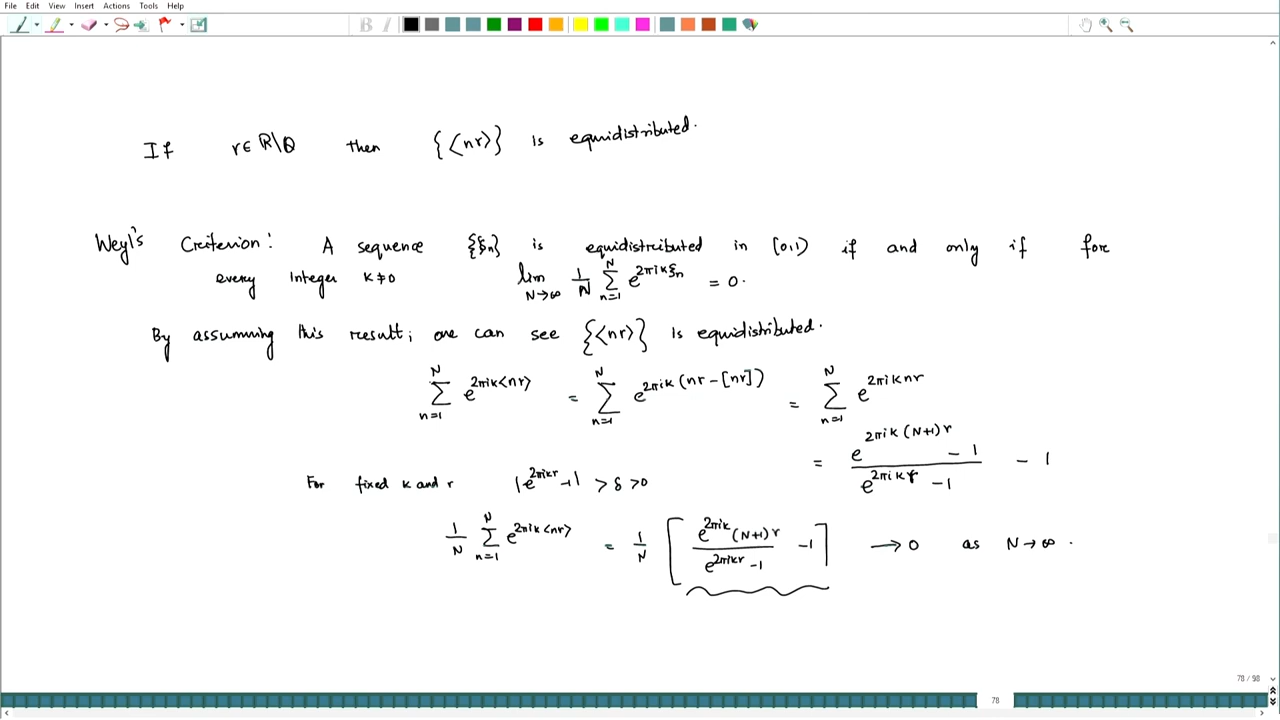 File Edit View Insert Actions Tools Help
B I
If r∈ℝ\ℚ then {<nr>} is equidistributed.
Weyl's Criterion: A sequence {ξn} is equidistributed in [0,1) if and only if for
every integer k≠0 lim N→∞ 1/N Σ_{n=1}^{N} e^{2πikξn} = 0.
By assuming this result; one can see {<nr>} is equidistributed.
Σ_{n=1}^{N} e^{2πik<nr>} = Σ_{n=1}^{N} e^{2πik(nr-[nr])} = Σ_{n=1}^{N} e^{2πiknr}
= (e^{2πik(N+1)r} - 1)/(e^{2πikr} - 1) - 1
For fixed k and r |e^{2πikr} - 1| > δ > 0
1/N Σ_{n=1}^{N} e^{2πik<nr>} = 1/N [ e^{2πik}(N+1)r / (e^{2πikr} - 1) - 1 ] → 0 as N→∞.
78 / 98
78